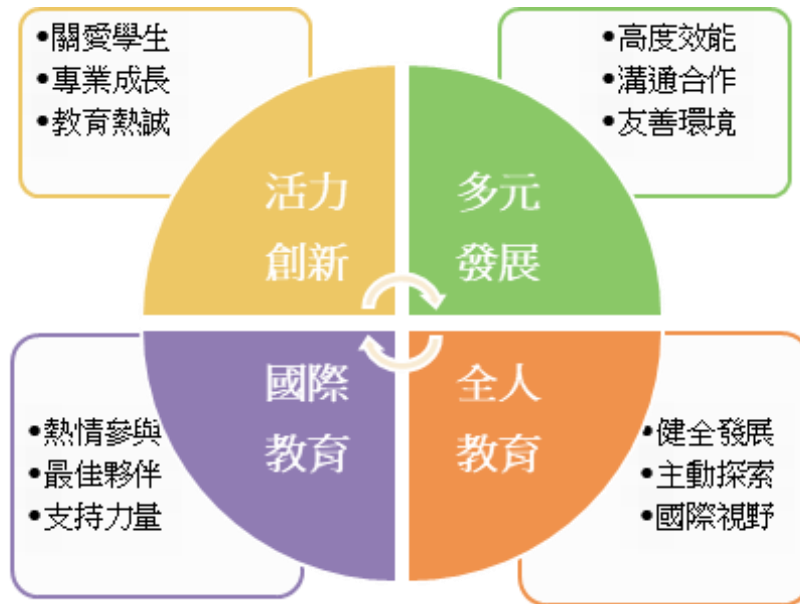 •關愛學生
•專業成長
•教育熱誠
•高度效能
•溝通合作
•友善環境
活力
創新
多元
發展
國際
教育
全人
教育
•熱情參與
•最佳夥伴
•支持力量
•健全發展
•主動探索
•國際視野